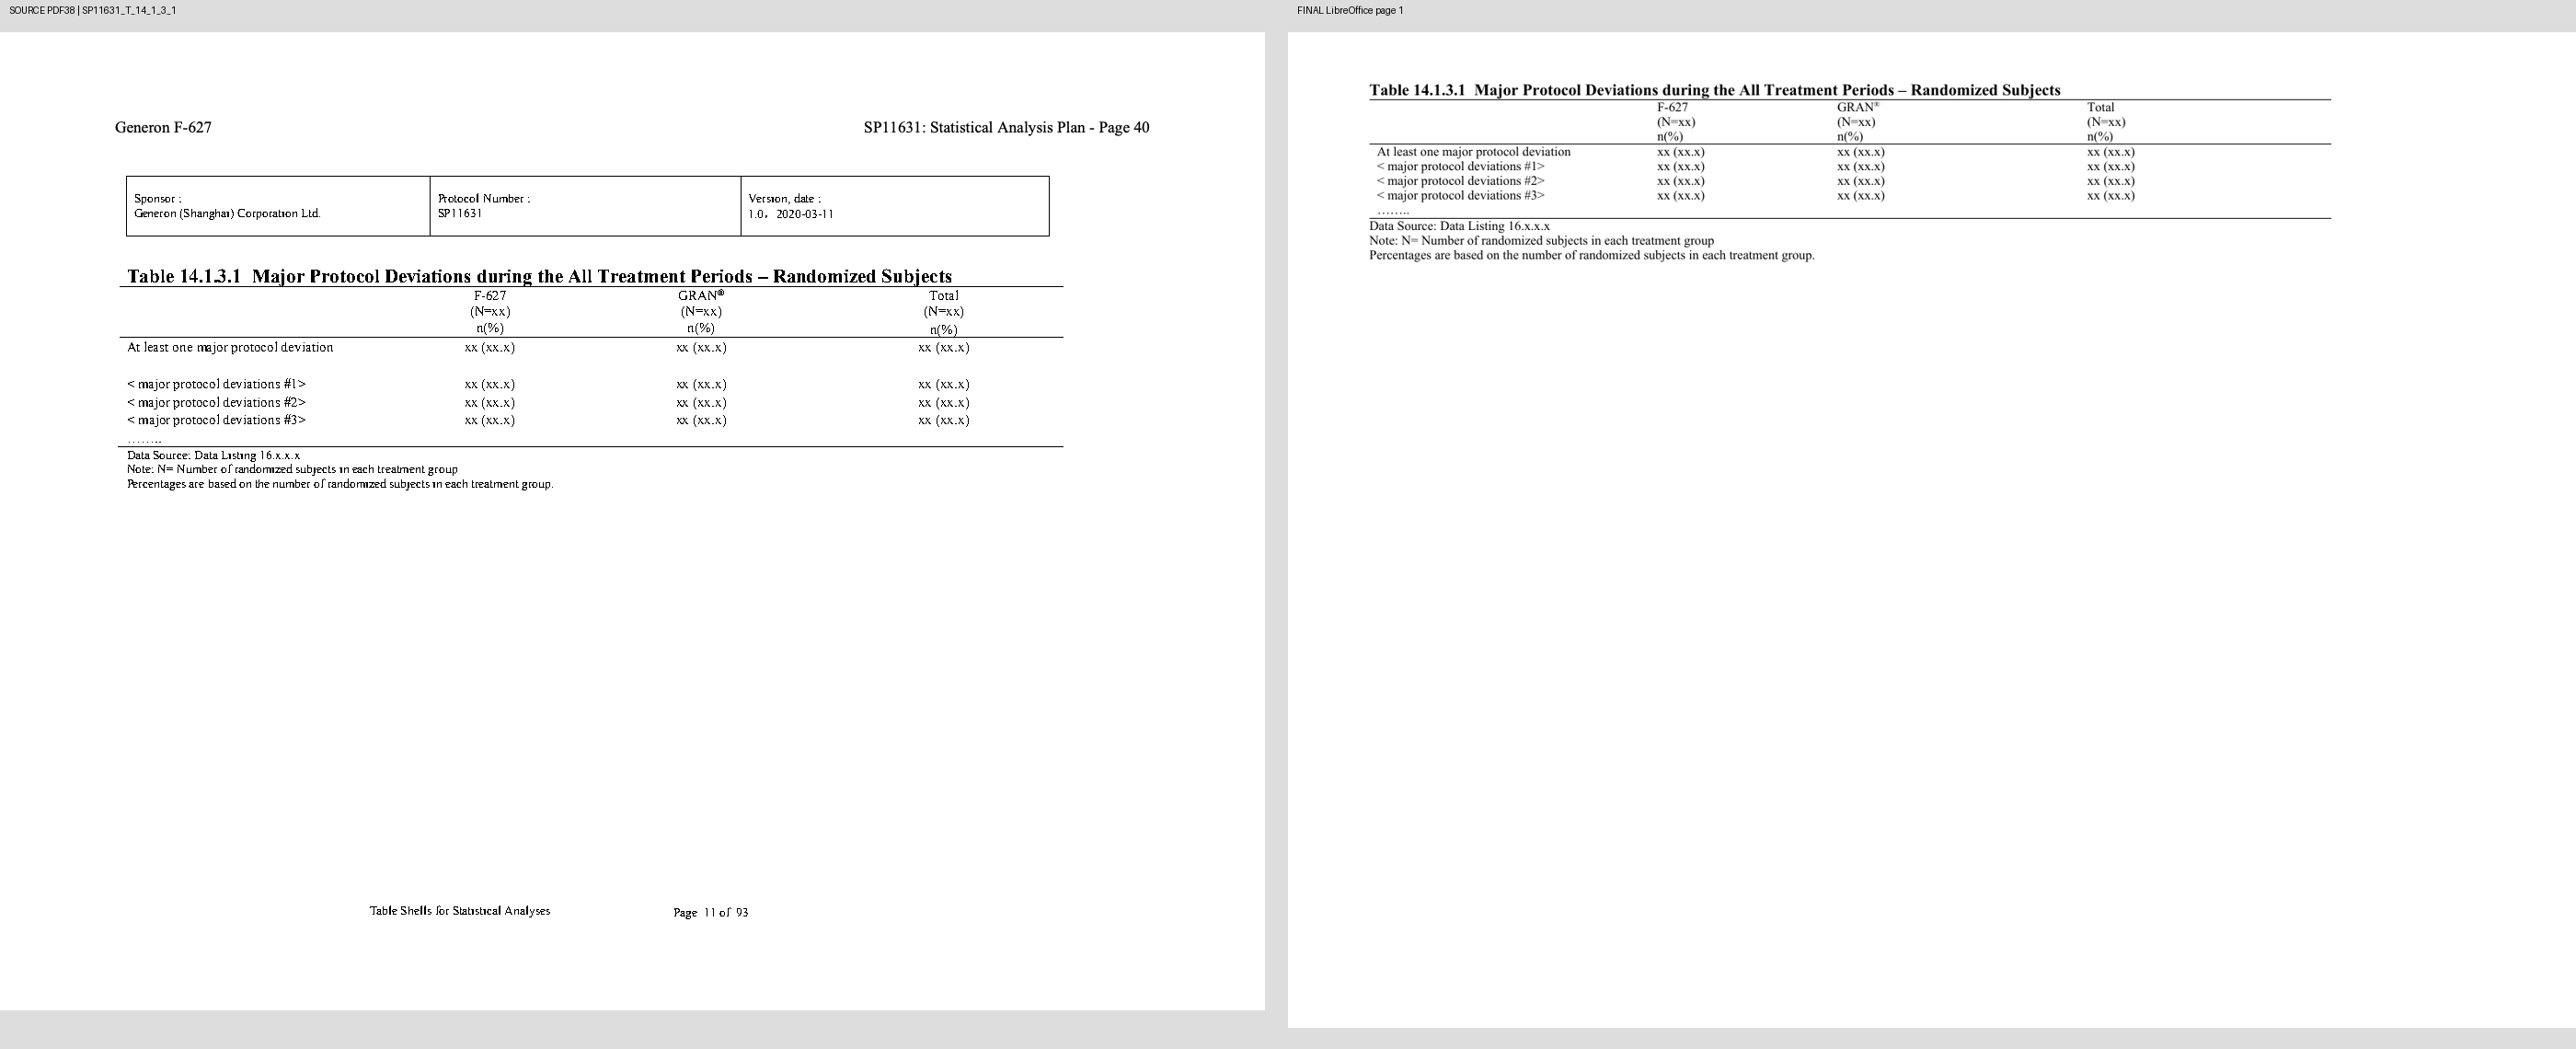 SOURCE PDF38 | SP11631_T_14_1_3_1
Generon F-627 SP11631: Statistical Analysis Plan - Page 40
Sponsor : Protocol Number : Version, date :
Generon (Shanghai) Corporation Ltd. SP11631 1.0，2020-03-11
Table 14.1.3.1 Major Protocol Deviations during the All Treatment Periods – Randomized Subjects
F-627 GRAN® Total
(N=xx) (N=xx) (N=xx)
n(%) n(%) n(%)
At least one major protocol deviation xx (xx.x) xx (xx.x) xx (xx.x)
< major protocol deviations #1> xx (xx.x) xx (xx.x) xx (xx.x)
< major protocol deviations #2> xx (xx.x) xx (xx.x) xx (xx.x)
< major protocol deviations #3> xx (xx.x) xx (xx.x) xx (xx.x)
……..
Data Source: Data Listing 16.x.x.x
Note: N= Number of randomized subjects in each treatment group
Percentages are based on the number of randomized subjects in each treatment group.
Table Shells for Statistical Analyses Page 11 of 93
FINAL LibreOffice page 1
Table 14.1.3.1 Major Protocol Deviations during the All Treatment Periods – Randomized Subjects
F-627 GRAN® Total
(N=xx) (N=xx) (N=xx)
n(%) n(%) n(%)
At least one major protocol deviation xx (xx.x) xx (xx.x) xx (xx.x)
< major protocol deviations #1> xx (xx.x) xx (xx.x) xx (xx.x)
< major protocol deviations #2> xx (xx.x) xx (xx.x) xx (xx.x)
< major protocol deviations #3> xx (xx.x) xx (xx.x) xx (xx.x)
……..
Data Source: Data Listing 16.x.x.x
Note: N= Number of randomized subjects in each treatment group
Percentages are based on the number of randomized subjects in each treatment group.